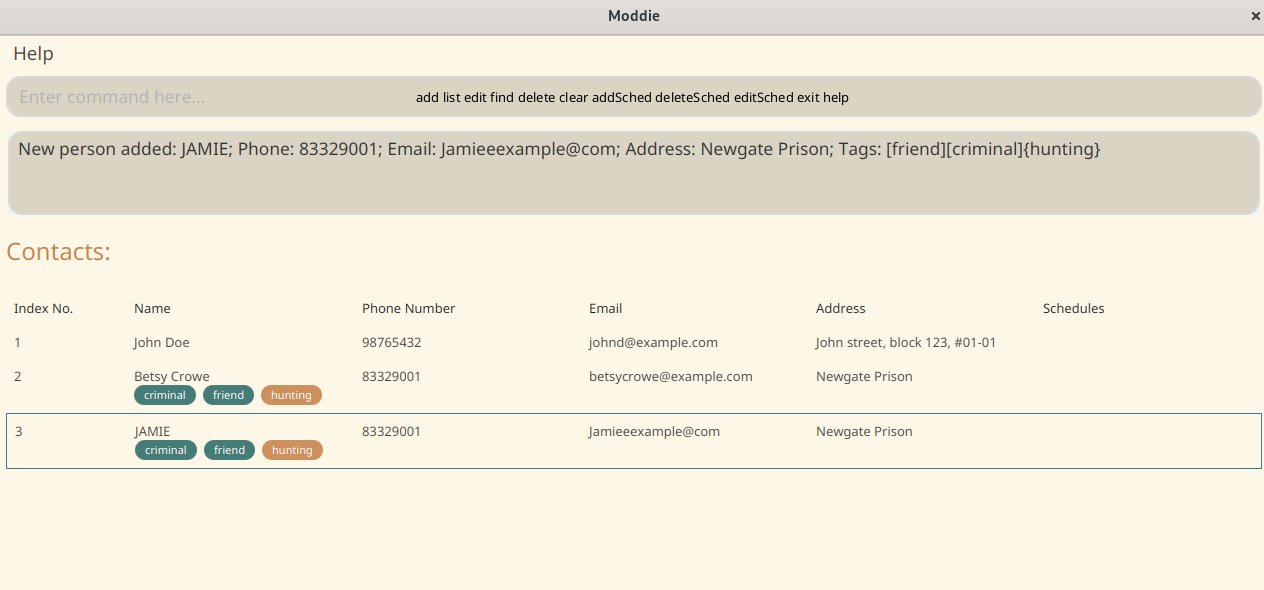 Moddie ×
Help
Enter command here... add list edit find delete clear addSched deleteSched editSched exit help
New person added: JAMIE; Phone: 83329001; Email: Jamieeexample@com; Address: Newgate Prison; Tags: [friend][criminal]{hunting}
Contacts:
Index No. Name Phone Number Email Address Schedules
1 John Doe 98765432 johnd@example.com John street, block 123, #01-01
2 Betsy Crowe 83329001 betsycrowe@example.com Newgate Prison
criminal friend hunting
3 JAMIE 83329001 Jamieeexample@com Newgate Prison
criminal friend hunting